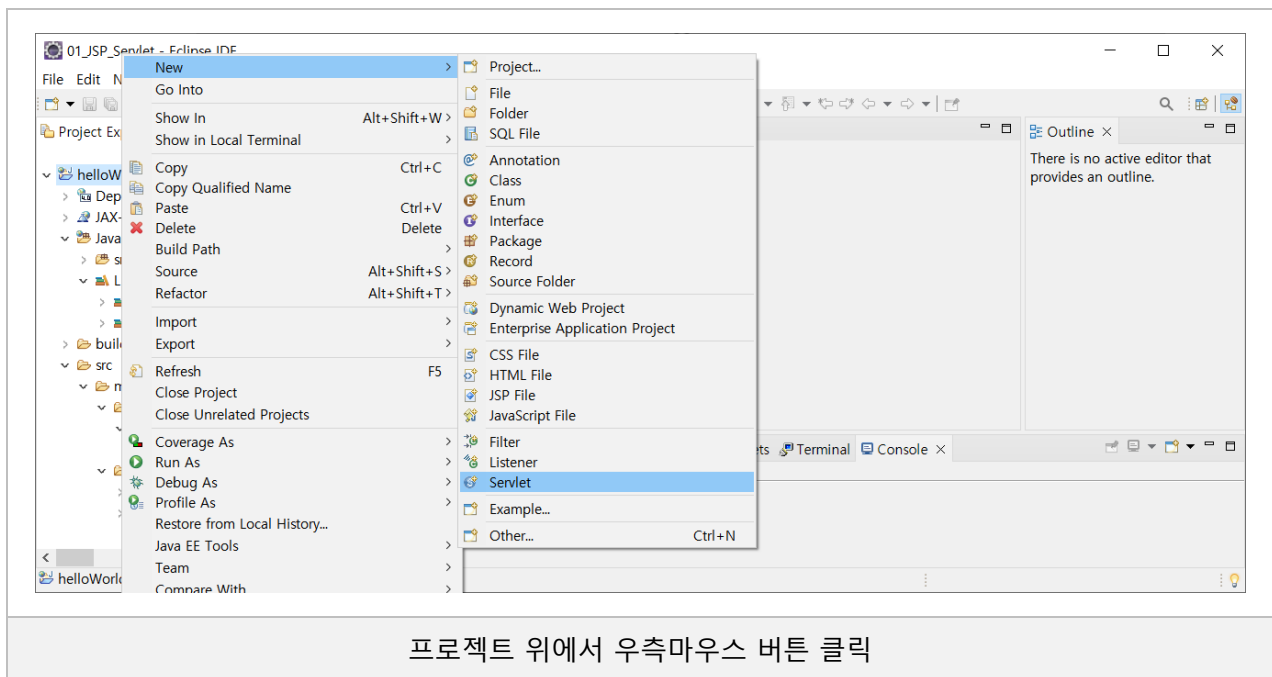 01_JSP_Servlet - Eclipse IDE
File Edit N
Project Ex
helloW
Dep
JAX-
Java
L
build
src
m
helloWorld
New
Go Into
Show In Alt+Shift+W >
Show in Local Terminal >
Copy Ctrl+C
Copy Qualified Name
Paste Ctrl+V
Delete Delete
Build Path >
Source Alt+Shift+S >
Refactor Alt+Shift+T >
Import >
Export >
Refresh F5
Close Project
Close Unrelated Projects
Coverage As >
Run As >
Debug As >
Profile As >
Restore from Local History...
Java EE Tools >
Team >
Compare With >
Project...
File
Folder
SQL File
Annotation
Class
Enum
Interface
Package
Record
Source Folder
Dynamic Web Project
Enterprise Application Project
CSS File
HTML File
JSP File
JavaScript File
Filter
Listener
Servlet
Example...
Other... Ctrl+N
Outline ×
There is no active editor that
provides an outline.
ets Terminal Console ×
프로젝트 위에서 우측마우스 버튼 클릭